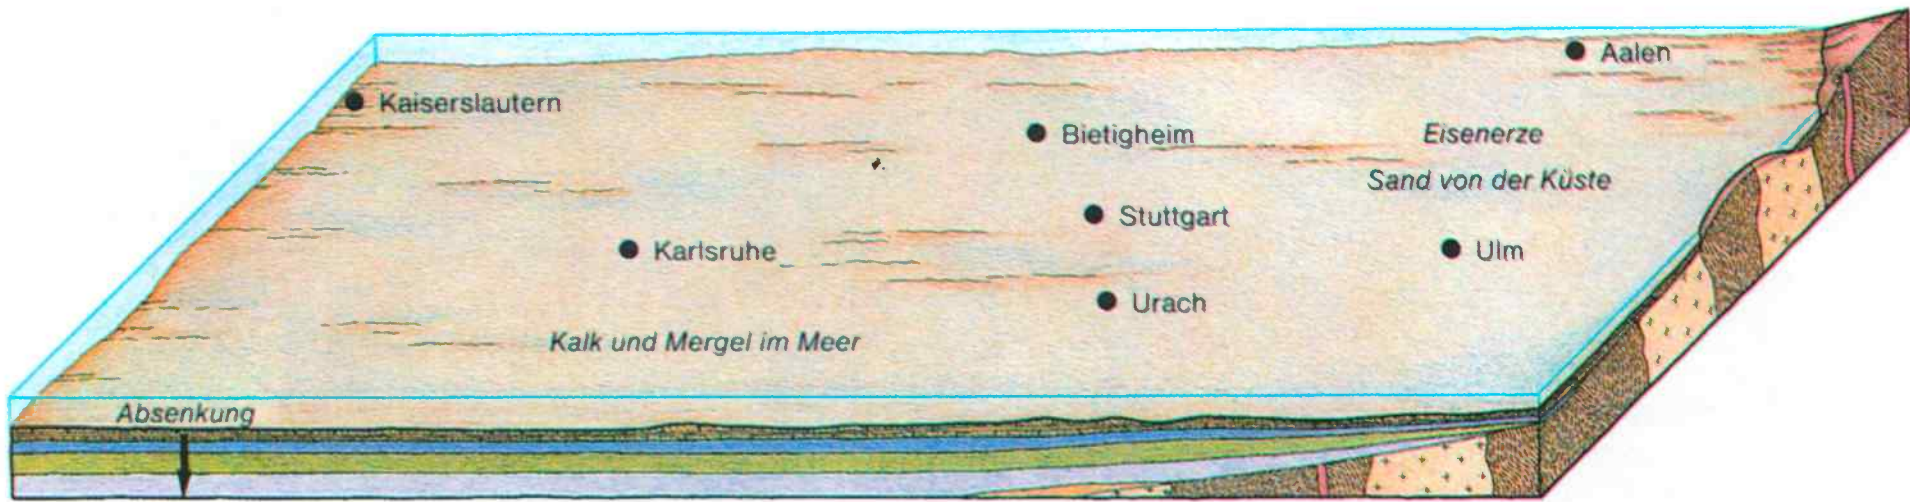 Aalen
Kaiserslautern
Bietigheim
Eisenerze
Sand von der Küste
Stuttgart
Karlsruhe
Ulm
Urach
Kalk und Mergel im Meer
Absenkung